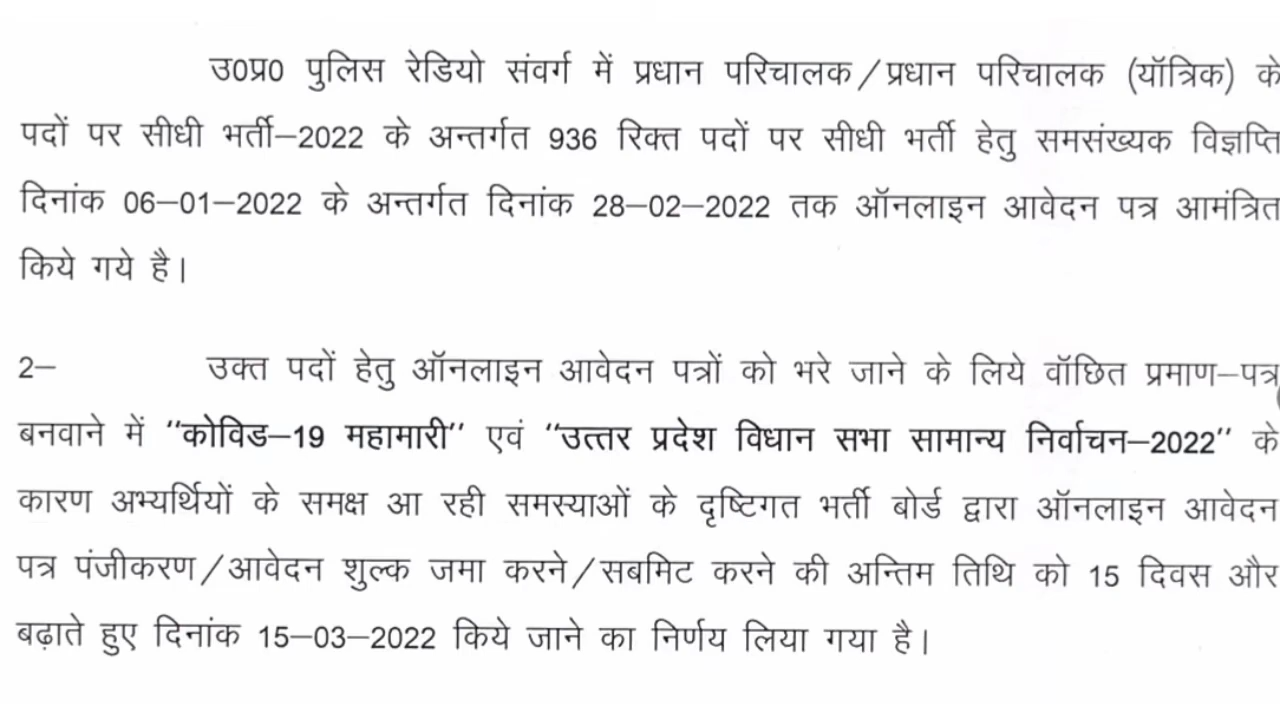 उ0प्र0 पुलिस रेडियो संवर्ग में प्रधान परिचालक/प्रधान परिचालक (यॉत्रिक) के
पदों पर सीधी भर्ती–2022 के अन्तर्गत 936 रिक्त पदों पर सीधी भर्ती हेतु समसंख्यक विज्ञप्ति
दिनांक 06–01–2022 के अन्तर्गत दिनांक 28–02–2022 तक ऑनलाइन आवेदन पत्र आमंत्रित
किये गये है।
2– उक्त पदों हेतु ऑनलाइन आवेदन पत्रों को भरे जाने के लिये वॉछित प्रमाण–पत्र
बनवाने में "कोविड–19 महामारी" एवं "उत्तर प्रदेश विधान सभा सामान्य निर्वाचन–2022" के
कारण अभ्यर्थियों के समक्ष आ रही समस्याओं के दृष्टिगत भर्ती बोर्ड द्वारा ऑनलाइन आवेदन
पत्र पंजीकरण/आवेदन शुल्क जमा करने/सबमिट करने की अन्तिम तिथि को 15 दिवस और
बढ़ाते हुए दिनांक 15–03–2022 किये जाने का निर्णय लिया गया है।